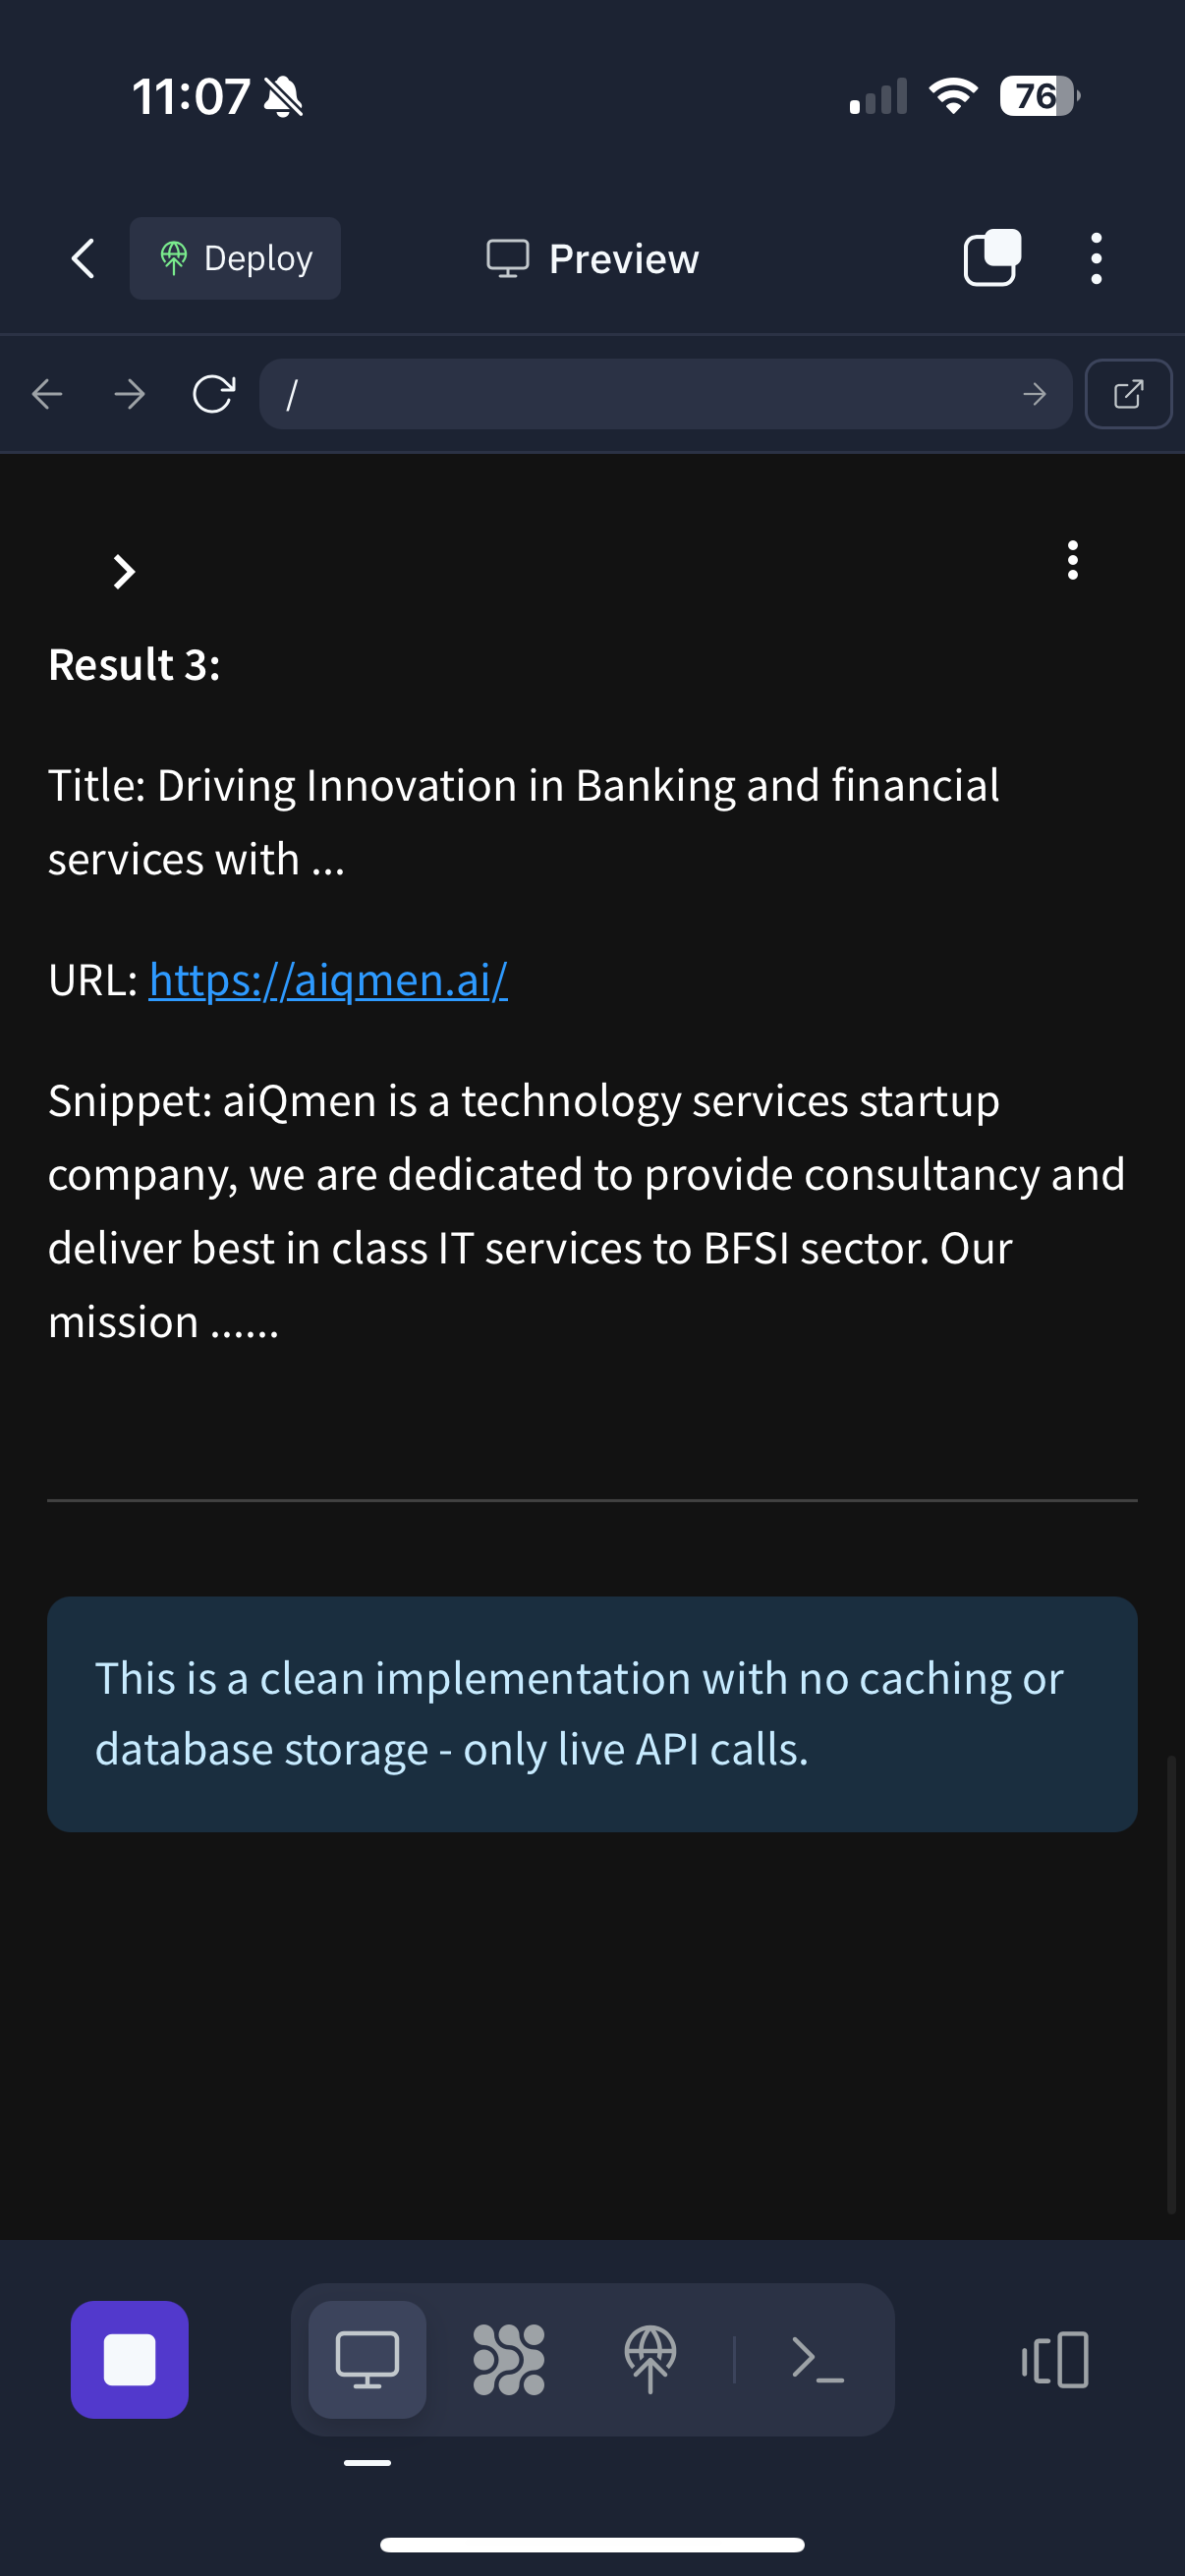 11:07
76
Deploy
Preview
/
Result 3:
Title: Driving Innovation in Banking and financial
services with ...
URL: https://aiqmen.ai/
Snippet: aiQmen is a technology services startup
company, we are dedicated to provide consultancy and
deliver best in class IT services to BFSI sector. Our
mission ......
This is a clean implementation with no caching or
database storage - only live API calls.